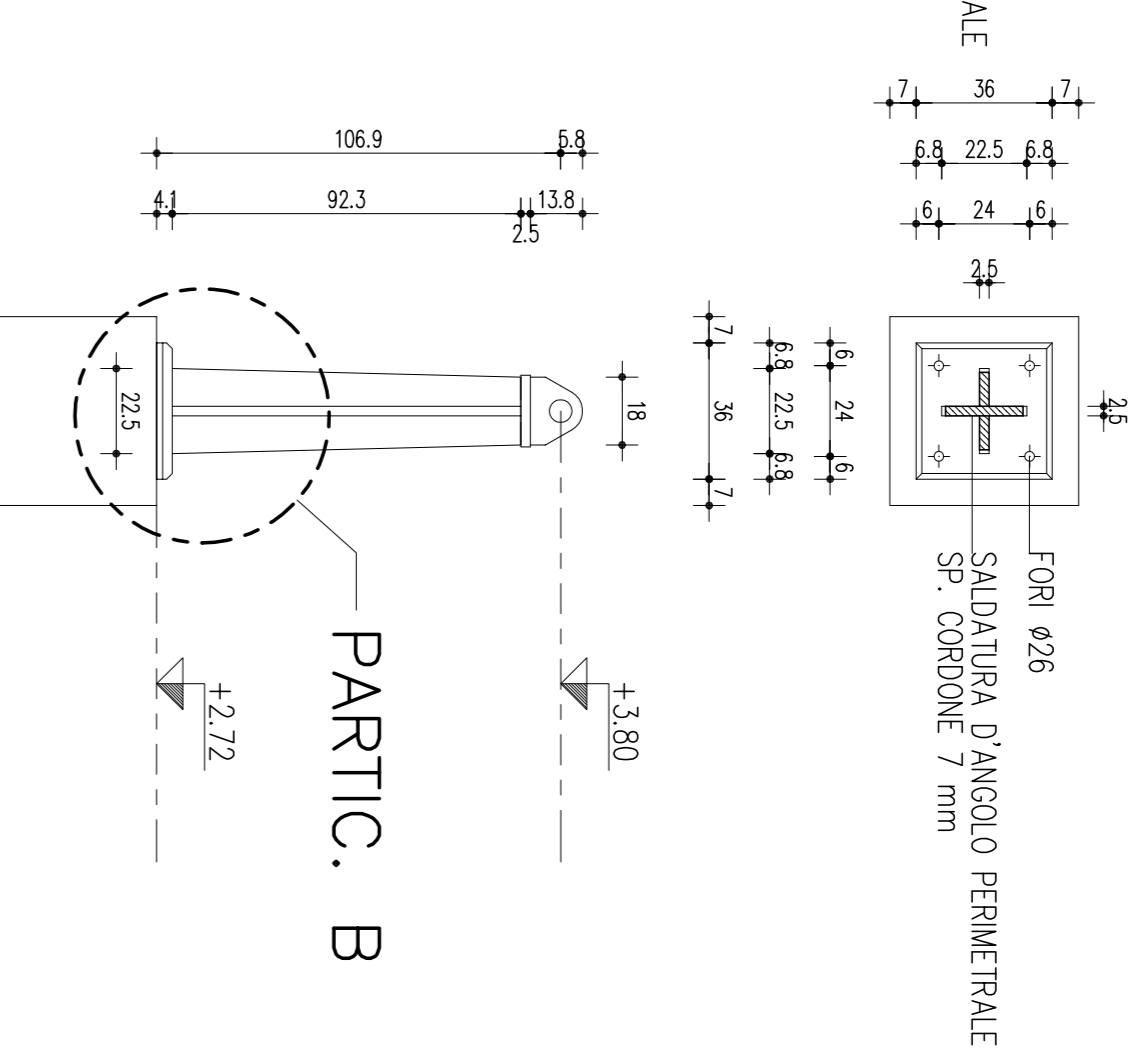 ALE
7 36 7
6.8 22.5 6.8
6 24 6
2.5
2.5
106.9 5.8
4.1 92.3 2.5 13.8
7 36 7
6.8 22.5 6.8
6 24 6
18
22.5
FORI ø26
SALDATURA D'ANGOLO PERIMETRALE
SP. CORDONE 7 mm
+3.80
+2.72
PARTIC. B